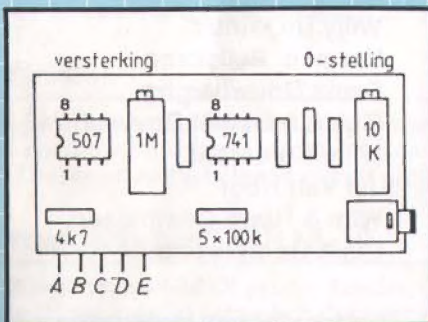 versterking 0-stelling
8 8
507 1M 741 10
K
1 1
4k7 5×100k
A B C D E